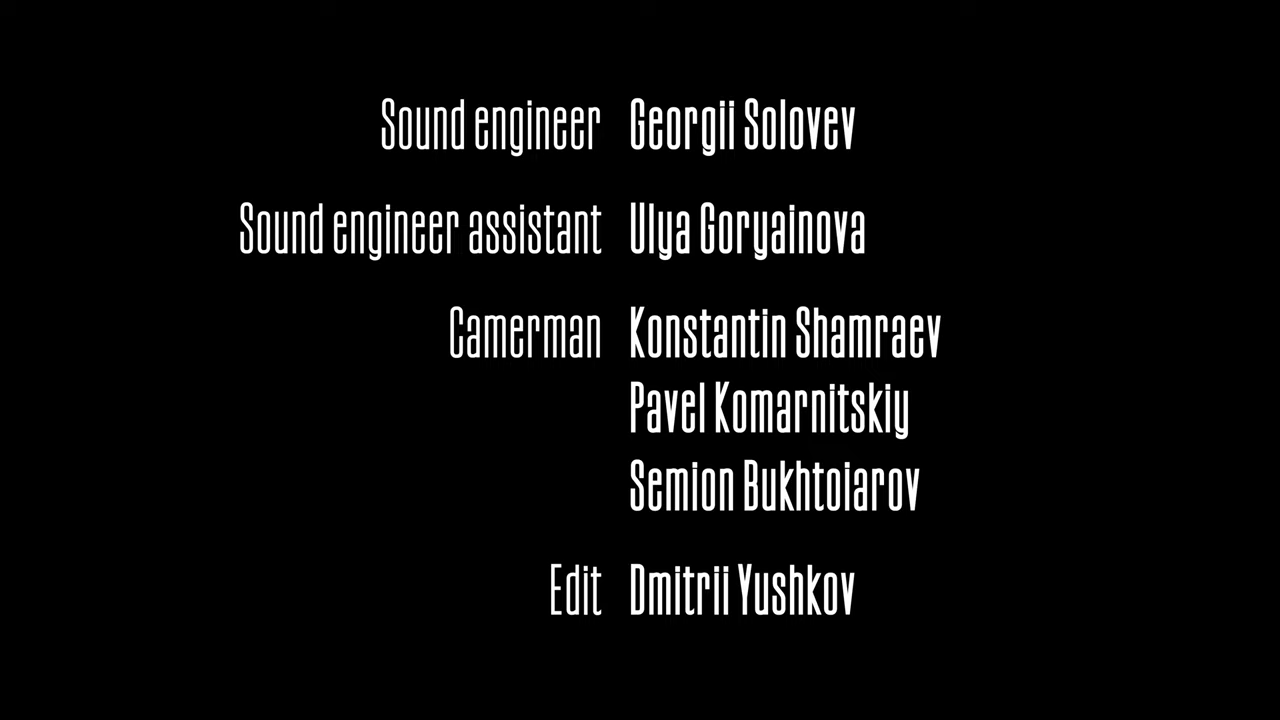 Sound engineer Georgii Solovev
Sound engineer assistant Ulya Goryainova
Camerman Konstantin Shamraev
Pavel Komarnitskiy
Semion Bukhtoiarov
Edit Dmitrii Yushkov